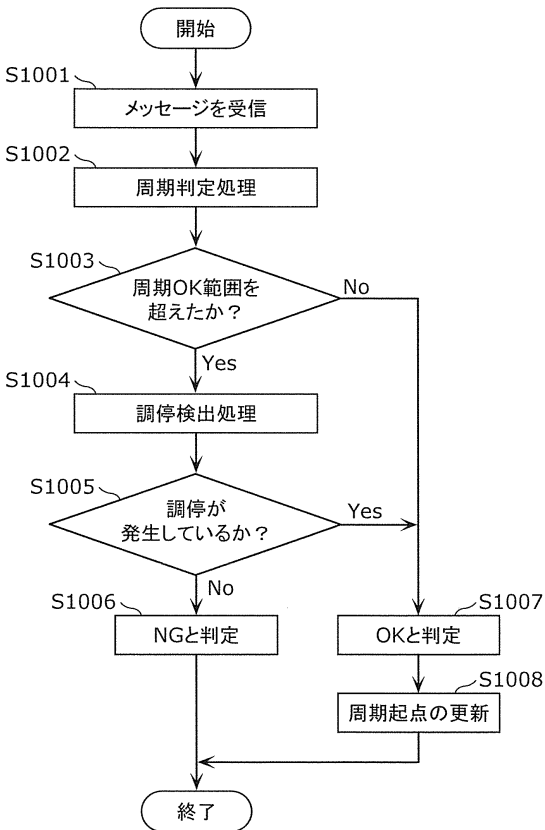 開始
S1001
メッセージを受信
S1002
周期判定処理
S1003
周期OK範囲を
超えたか？
No
Yes
S1004
調停検出処理
S1005
調停が
発生しているか？
Yes
No
S1006
NGと判定
S1007
OKと判定
S1008
周期起点の更新
終了